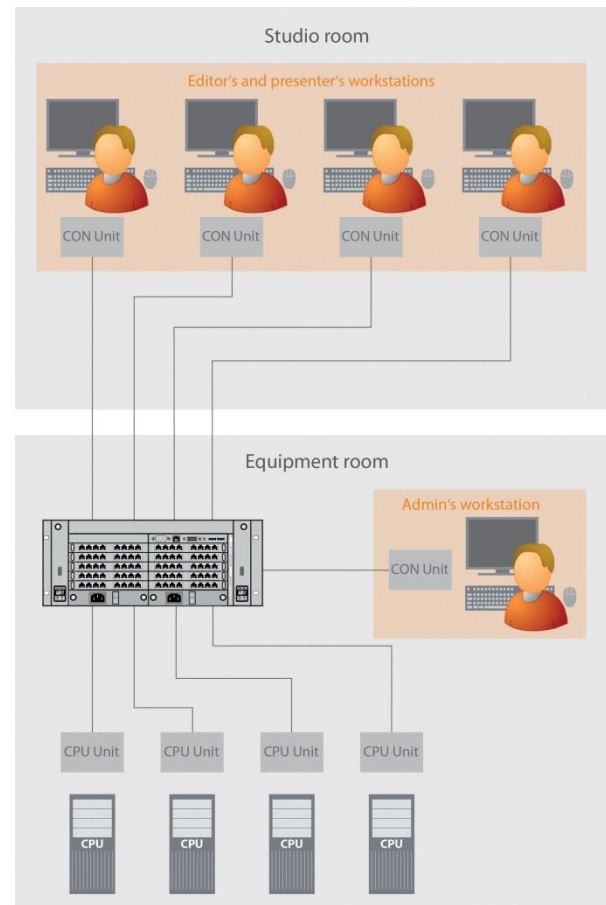 Studio room
Editor's and presenter's workstations
CON Unit CON Unit CON Unit CON Unit
Equipment room
Admin's workstation
CON Unit
CPU Unit CPU Unit CPU Unit CPU Unit
CPU CPU CPU CPU